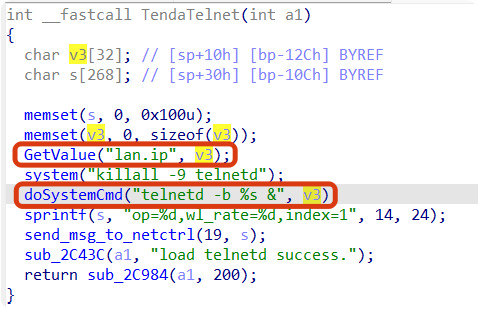 int __fastcall TendaTelnet(int a1)
{
char v3[32]; // [sp+10h] [bp-12Ch] BYREF
char s[268]; // [sp+30h] [bp-10Ch] BYREF
memset(s, 0, 0x100u);
memset(v3, 0, sizeof(v3));
GetValue("lan.ip", v3);
system("killall -9 telnetd");
doSystemCmd("telnetd -b %s &", v3)
sprintf(s, "op=%d,wl_rate=%d,index=1", 14, 24);
send_msg_to_netctrl(19, s);
sub_2C43C(a1, "load telnetd success.");
return sub_2C984(a1, 200);
}